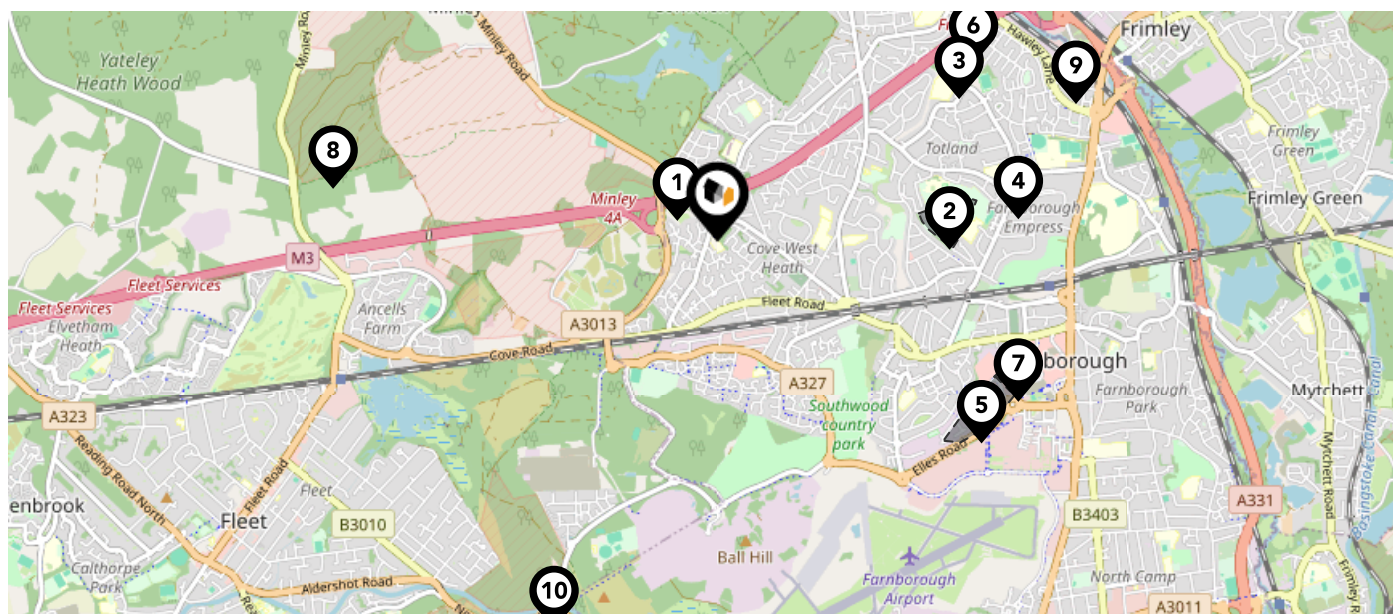 Minley Road
Frimley
Yateley
Heath Wood
Minley Road
Hawley Lane
6
3
9
Frimley
Green
Totland
8
1
Minley
4A
2
4
Farnborough
Empress
Frimley Green
Cove West
Heath
M3
Fleet Services
Fleet Services
Elvetham
Heath
Ancells
Farm
A3013
Fleet Road
Cove Road
7
borough
A327
Farnborough
Park
Mytchett
A323
Southwood
country
park
5
Elles Road
Reading Road North
Fleet Road
Fleet
enbrook
Fleet
B3010
B3403
A331
Mytchett Road
Basingstoke Canal
Ball Hill
Farnborough
Airport
Calthorpe
Park
Aldershot Road
10
North Camp
A3011